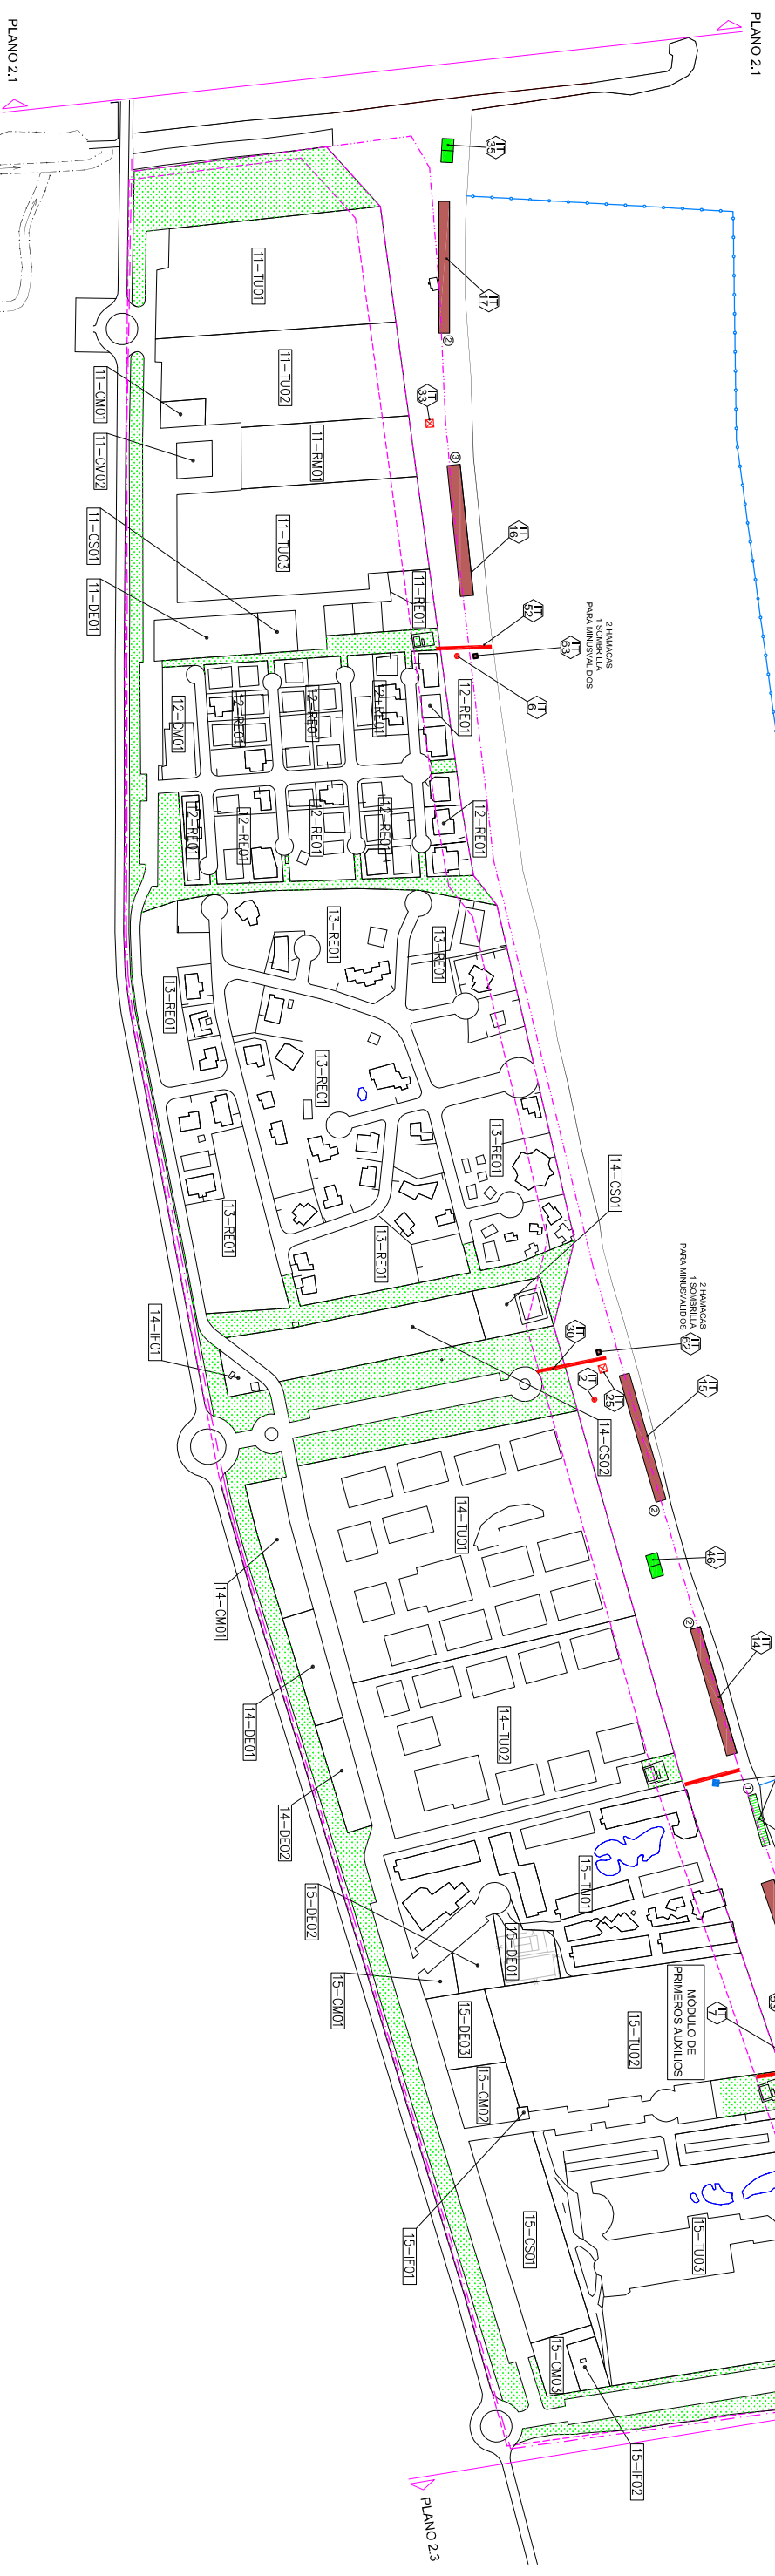 PLANO 2.1
PLANO 2.1
IT
35
IT
17
2
IT
33
3
IT
16
11-TU01
11-TU02
11-CM01
11-RM01
11-CM02
11-TU03
11-CS01
11-DE01
11-RE01
IT
52
2 HAMACAS
1 SOMBRILLA
PARA MINUSVALIDOS
IT
63
IT
6
12-RE01
12-CM01
12-RE01
12-RE01
12-RE01
12-RE01
12-RE01
12-RE01
12-RE01
12-RE01
13-RE01
13-RE01
13-RE01
13-RE01
13-RE01
13-RE01
13-RE01
14-CS01
2 HAMACAS
1 SOMBRILLA
PARA MINUSVALIDOS
IT
62
IT
30
IT
25
IT
2
IT
15
2
14-IF01
14-CS02
14-TU01
IT
46
14-CM01
2
IT
14
14-DE01
14-TU02
14-DE02
1
15-TU01
15-DE02
15-DE01
15-CM01
15-DE03
15-TU02
MÓDULO DE
PRIMEROS AUXILIOS
IT
7
15-CM02
15-IF01
15-CS01
15-TU03
15-CM03
15-IF02
PLANO 2.3